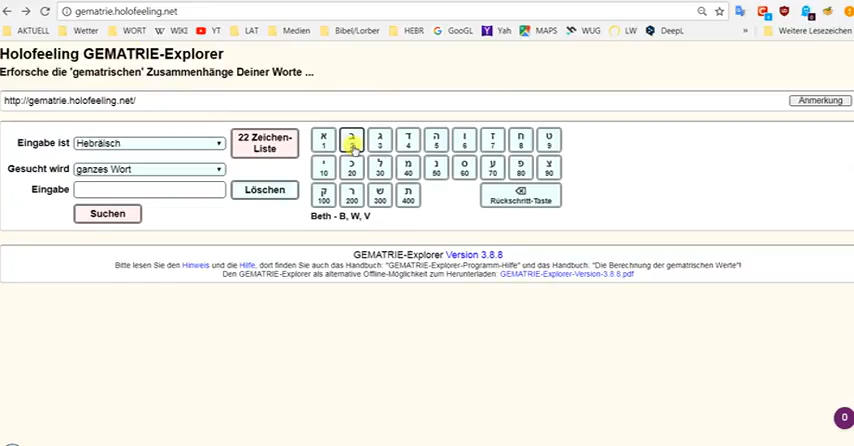 gematrie.holofeeling.net
AKTUELL Wetter WORT WIKI YT LAT Medien Bibel/Lorber HEBR GooGL Yah MAPS WUG LW DeepL » Weitere Lesezeichen
Holofeeling GEMATRIE-Explorer
Erforsche die 'gematrischen' Zusammenhänge Deiner Worte ...
http://gematrie.holofeeling.net/ Anmerkung
Eingabe ist Hebräisch 22 Zeichen-Liste
Gesucht wird ganzes Wort
Eingabe Löschen
Suchen
א ב ג ד ה ו ז ח ט
1 2 3 4 5 6 7 8 9
י כ ל מ נ ס ע פ צ
10 20 30 40 50 60 70 80 90
ק ר ש ת
100 200 300 400 Rückschritt-Taste
Beth - B, W, V
GEMATRIE-Explorer Version 3.8.8
Bitte lesen Sie den Hinweis und die Hilfe, dort finden Sie auch das Handbuch: "GEMATRIE-Explorer-Programm-Hilfe" und das Handbuch: "Die Berechnung der gematrischen Werte"!
Den GEMATRIE-Explorer als alternative Offline-Möglichkeit zum Herunterladen: GEMATRIE-Explorer-Version-3.8.8.pdf
0